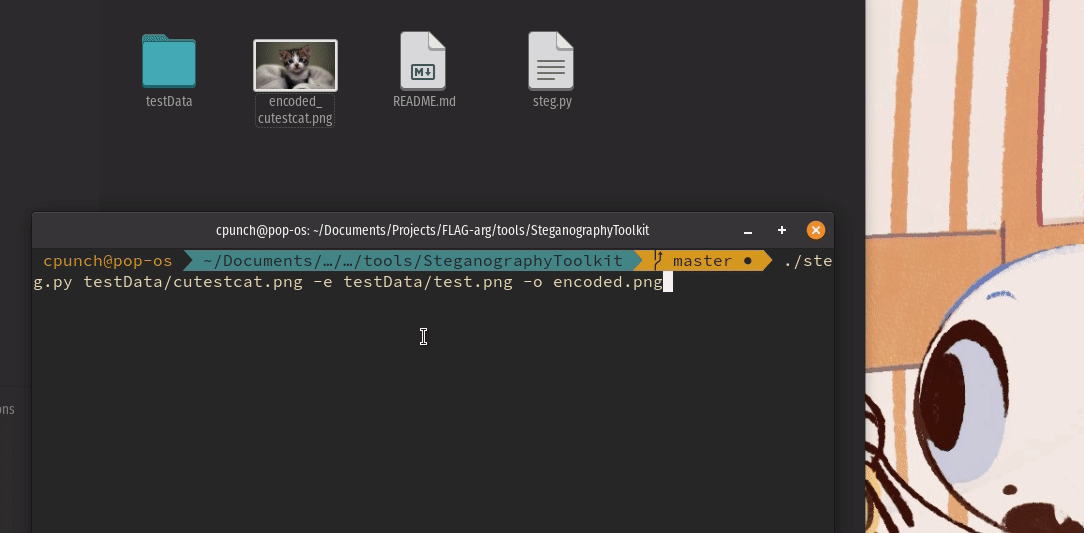 testData
encoded_
cutestcat.png
README.md
steg.py
M
cpunch@pop-os: ~/Documents/Projects/FLAG-arg/tools/SteganographyToolkit
cpunch@pop-os ~/Documents/…/…/tools/SteganographyToolkit master ● ./ste
g.py testData/cutestcat.png -e testData/test.png -o encoded.png
ons